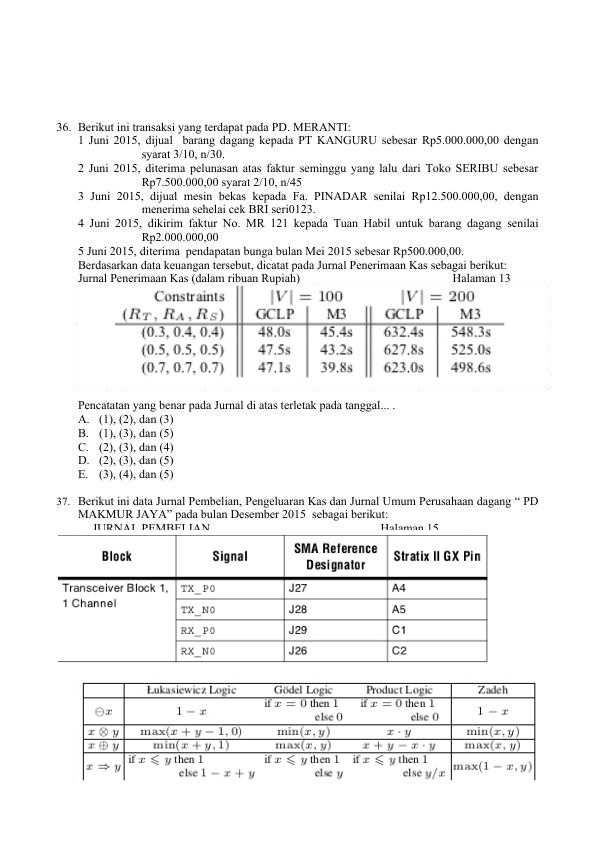 36. Berikut ini transaksi yang terdapat pada PD. MERANTI:
1 Juni 2015, dijual barang dagang kepada PT KANGURU sebesar Rp5.000.000,00 dengan
syarat 3/10, n/30.
2 Juni 2015, diterima pelunasan atas faktur seminggu yang lalu dari Toko SERIBU sebesar
Rp7.500.000,00 syarat 2/10, n/45
3 Juni 2015, dijual mesin bekas kepada Fa. PINADAR senilai Rp12.500.000,00, dengan
menerima sehelai cek BRI seri0123.
4 Juni 2015, dikirim faktur No. MR 121 kepada Tuan Habil untuk barang dagang senilai
Rp2.000.000,00
5 Juni 2015, diterima pendapatan bunga bulan Mei 2015 sebesar Rp500.000,00.
Berdasarkan data keuangan tersebut, dicatat pada Jurnal Penerimaan Kas sebagai berikut:
Jurnal Penerimaan Kas (dalam ribuan Rupiah) Halaman 13
Constraints |V| = 100 |V| = 200
(R_T, R_A, R_S) GCLP M3 GCLP M3
(0.3, 0.4, 0.4) 48.0s 45.4s 632.4s 548.3s
(0.5, 0.5, 0.5) 47.5s 43.2s 627.8s 525.0s
(0.7, 0.7, 0.7) 47.1s 39.8s 623.0s 498.6s
Pencatatan yang benar pada Jurnal di atas terletak pada tanggal... .
A. (1), (2), dan (3)
B. (1), (3), dan (5)
C. (2), (3), dan (4)
D. (2), (3), dan (5)
E. (3), (4), dan (5)
37. Berikut ini data Jurnal Pembelian, Pengeluaran Kas dan Jurnal Umum Perusahaan dagang “ PD
MAKMUR JAYA” pada bulan Desember 2015 sebagai berikut:
JURNAL PEMBELIAN Halaman 15
Block Signal SMA Reference Designator Stratix II GX Pin
Transceiver Block 1, 1 Channel TX_P0 J27 A4
TX_N0 J28 A5
RX_P0 J29 C1
RX_N0 J26 C2
Łukasiewicz Logic Gödel Logic Product Logic Zadeh
⊖x 1 − x if x = 0 then 1 else 0 if x = 0 then 1 else 0 1 − x
x ⊗ y max(x + y − 1, 0) min(x, y) x · y min(x, y)
x ⊕ y min(x + y, 1) max(x, y) x + y − x · y max(x, y)
x ⇒ y if x ⩽ y then 1 else 1 − x + y if x ⩽ y then 1 else y if x ⩽ y then 1 else y/x max(1 − x, y)